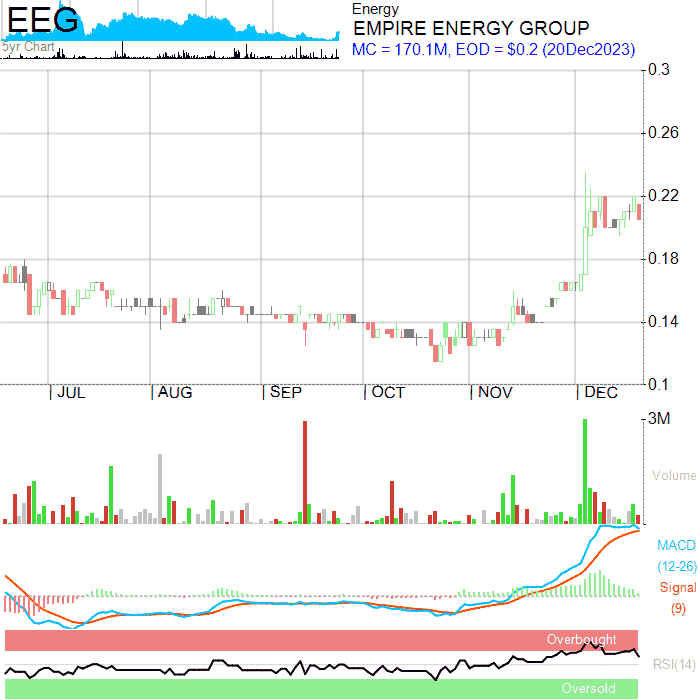 EEG
5yr Chart
Energy
EMPIRE ENERGY GROUP
MC = 170.1M, EOD = $0.2 (20Dec2023)
0.3
0.26
0.22
0.18
0.14
0.1
JUL
AUG
SEP
OCT
NOV
DEC
3M
Volume
MACD
(12-26)
Signal
(9)
Overbought
RSI(14)
Oversold